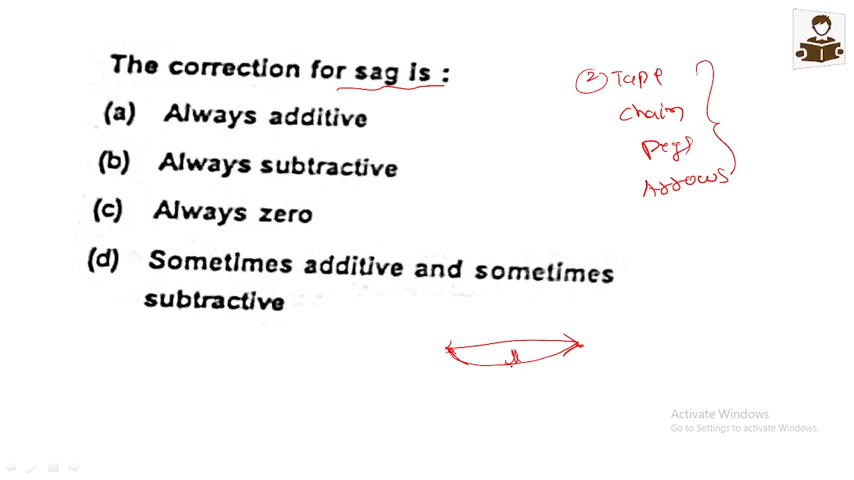 The correction for sag is :
(a) Always additive
(b) Always subtractive
(c) Always zero
(d) Sometimes additive and sometimes
subtractive
② Tape
chain
pegs
Arrows
Activate Windows
Go to Settings to activate Windows.